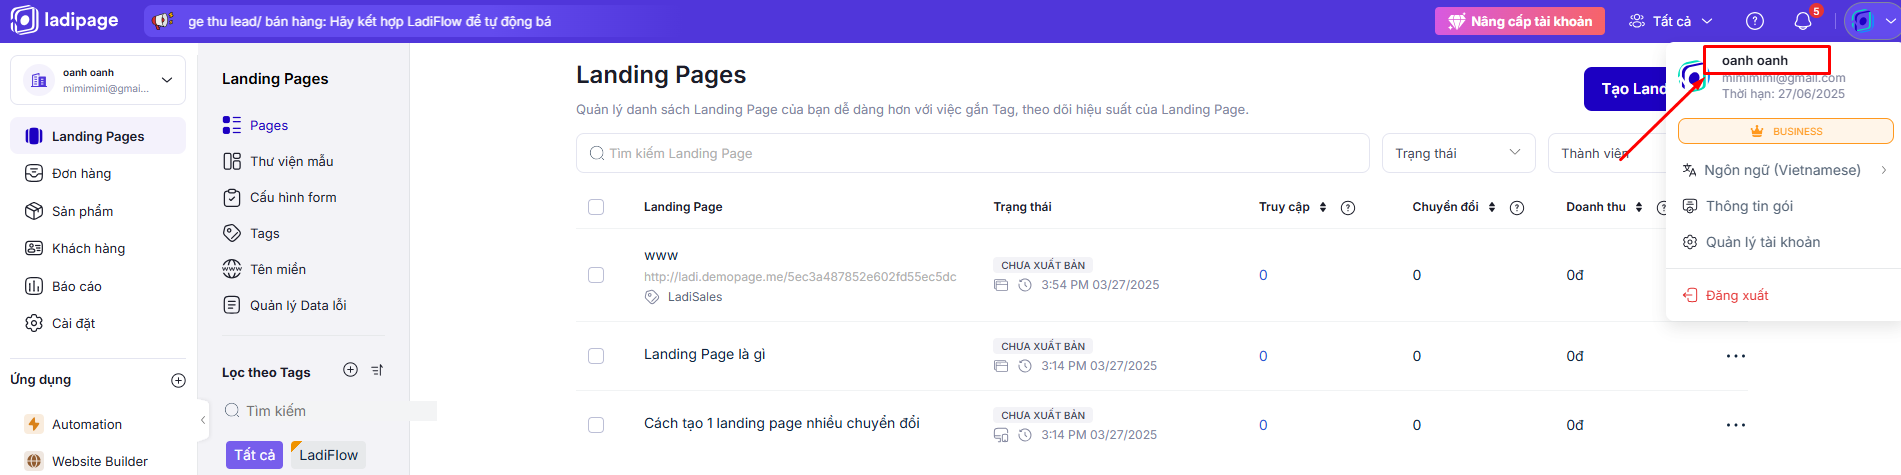 ladipage
ge thu lead/ bán hàng: Hãy kết hợp LadiFlow để tự động bá
Nâng cấp tài khoản
Tất cả
5
oanh oanh
mimimimi@gmai...
Landing Pages
Đơn hàng
Sản phẩm
Khách hàng
Báo cáo
Cài đặt
Ứng dụng
Automation
Website Builder
Landing Pages
Pages
Thư viện mẫu
Cấu hình form
Tags
Tên miền
Quản lý Data lỗi
Lọc theo Tags
Tìm kiếm
Tất cả
LadiFlow
Landing Pages
Tạo Land
Quản lý danh sách Landing Page của bạn dễ dàng hơn với việc gắn Tag, theo dõi hiệu suất của Landing Page.
Tìm kiếm Landing Page
Trạng thái
Thành viên
Landing Page
Trạng thái
Truy cập
Chuyển đổi
Doanh thu
www
http://ladi.demopage.me/5ec3a487852e602fd55ec5dc
LadiSales
CHƯA XUẤT BẢN
3:54 PM 03/27/2025
0
0
0đ
Landing Page là gì
CHƯA XUẤT BẢN
3:14 PM 03/27/2025
0
0
0đ
Cách tạo 1 landing page nhiều chuyển đổi
CHƯA XUẤT BẢN
3:14 PM 03/27/2025
0
0
0đ
oanh oanh
mimimimi@gmail.com
Thời hạn: 27/06/2025
BUSINESS
Ngôn ngữ (Vietnamese)
Thông tin gói
Quản lý tài khoản
Đăng xuất